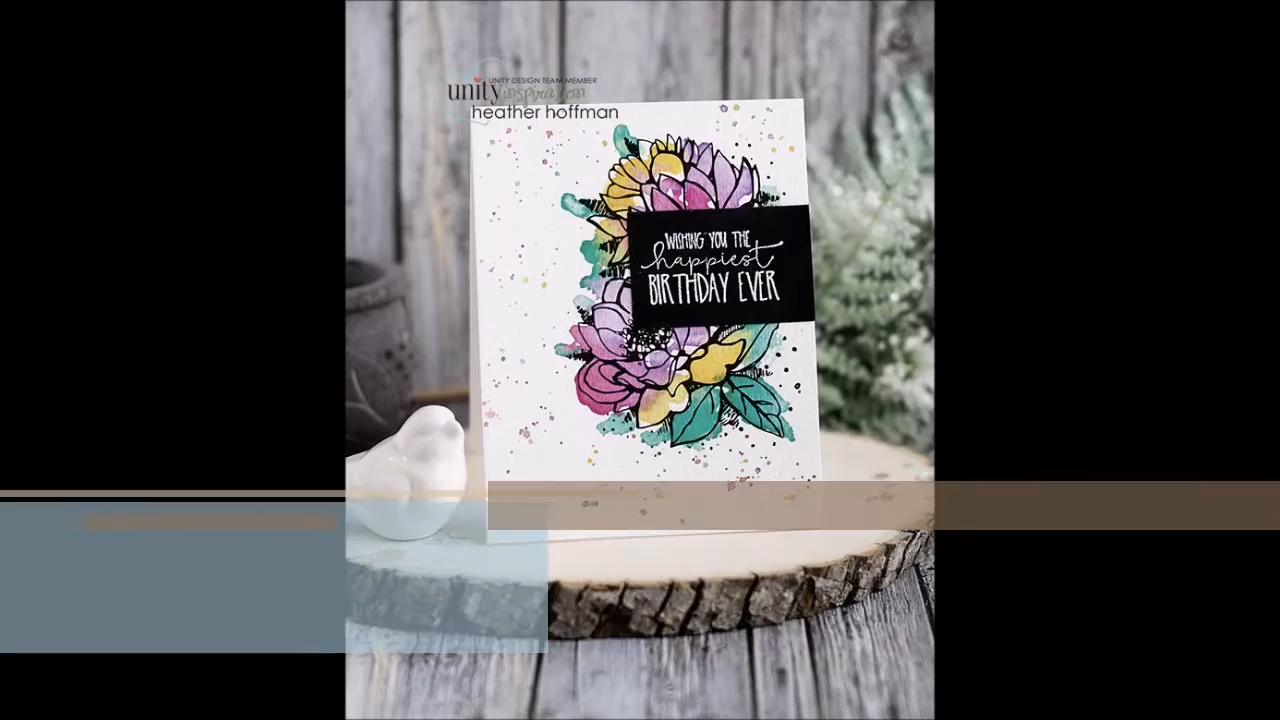 UNITY DESIGN TEAM MEMBER
unity inspiration
heather hoffman
WISHING YOU THE
happiest
BIRTHDAY EVER